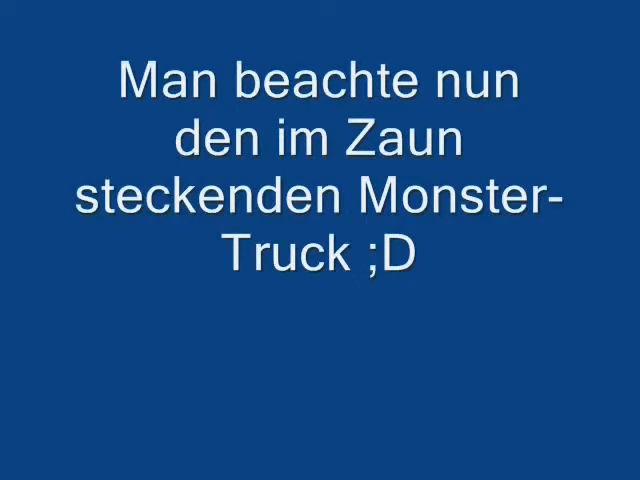 Man beachte nun
den im Zaun
steckenden Monster-
Truck ;D